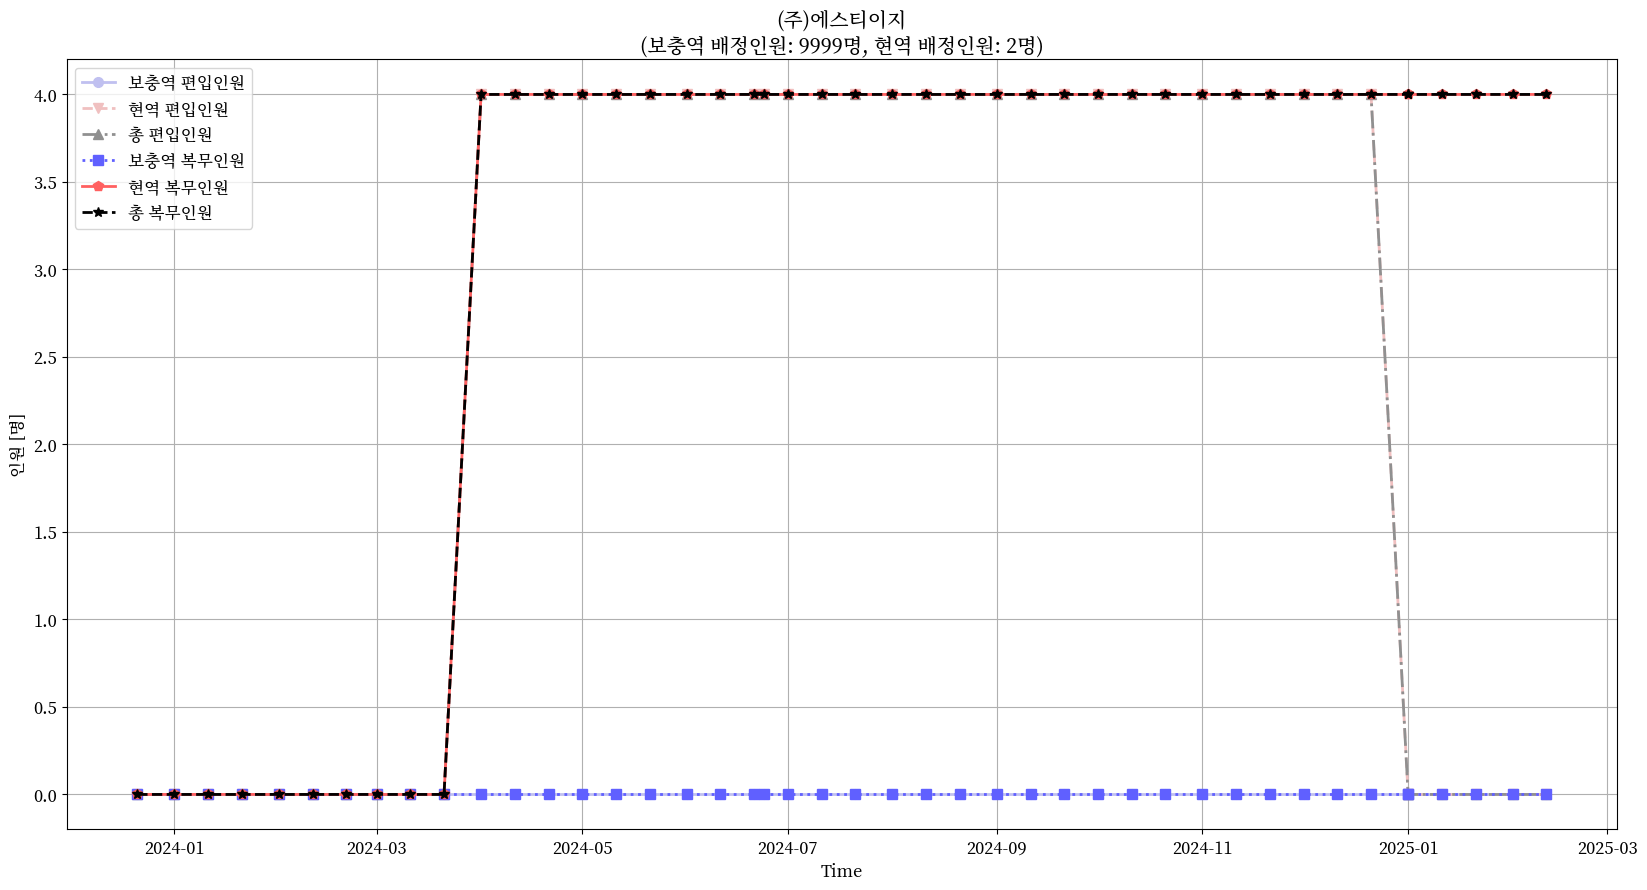 (주)에스티이지
(보충역 배정인원: 9999명, 현역 배정인원: 2명)
보충역 편입인원
현역 편입인원
총 편입인원
보충역 복무인원
현역 복무인원
총 복무인원
4.0
3.5
3.0
2.5
2.0
1.5
1.0
0.5
0.0
인원 [명]
2024-01
2024-03
2024-05
2024-07
2024-09
2024-11
2025-01
2025-03
Time